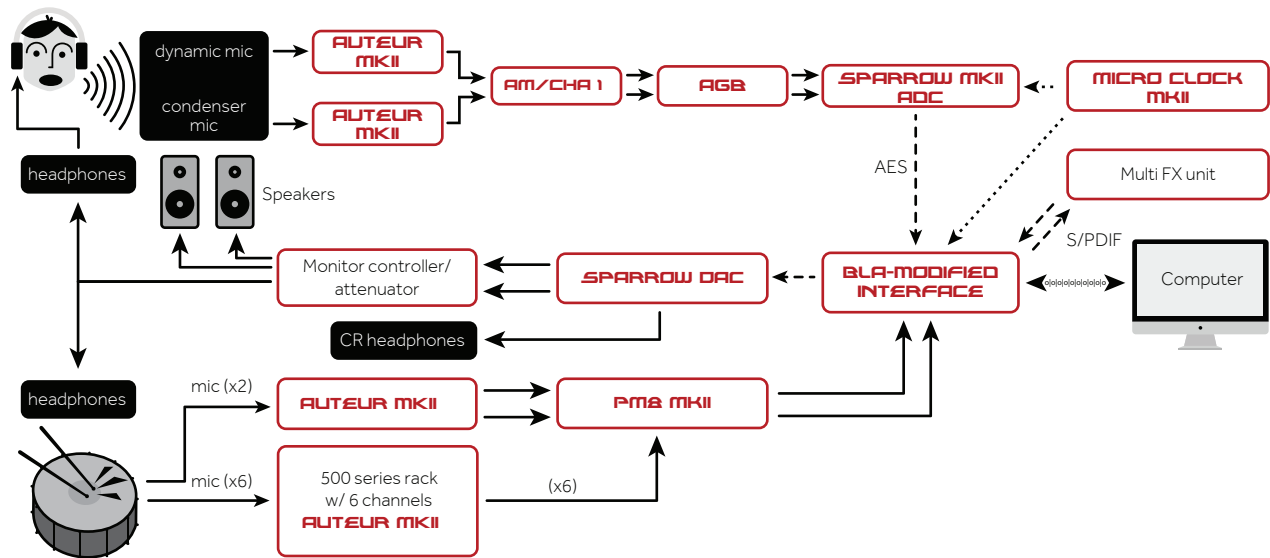 dynamic mic
condenser
mic
AUTEUR
MKII
AUTEUR
MKII
AM/CHA 1
AGB
SPARROW MKII
ADC
MICRO CLOCK
MKII
headphones
Speakers
AES
Multi FX unit
S/PDIF
Monitor controller/
attenuator
SPARROW DAC
BLA-MODIFIED
INTERFACE
Computer
CR headphones
headphones
mic (x2)
AUTEUR MKII
PM8 MKII
mic (x6)
500 series rack
w/ 6 channels
AUTEUR MKII
(x6)